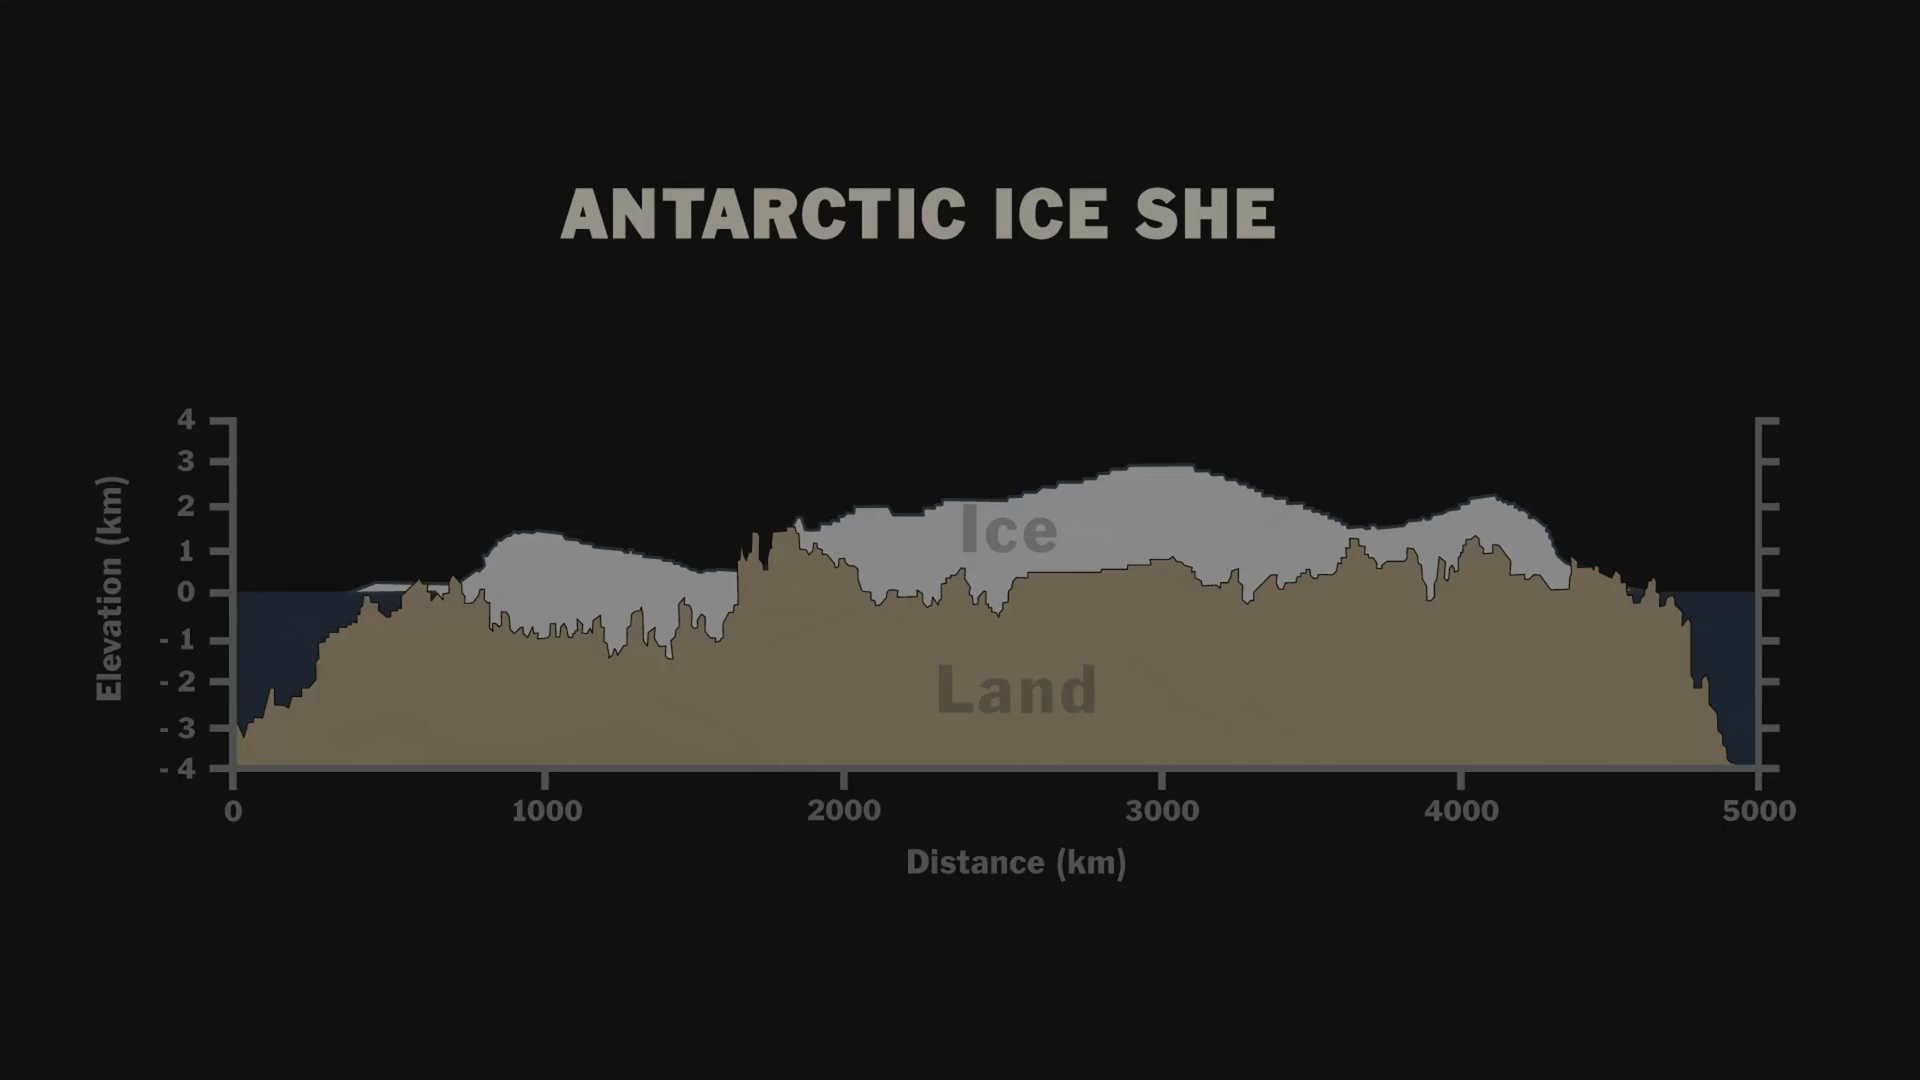 ANTARCTIC ICE SHE
4
3
2
1
0
- 1
- 2
- 3
- 4
Elevation (km)
Ice
Land
0 1000 2000 3000 4000 5000
Distance (km)